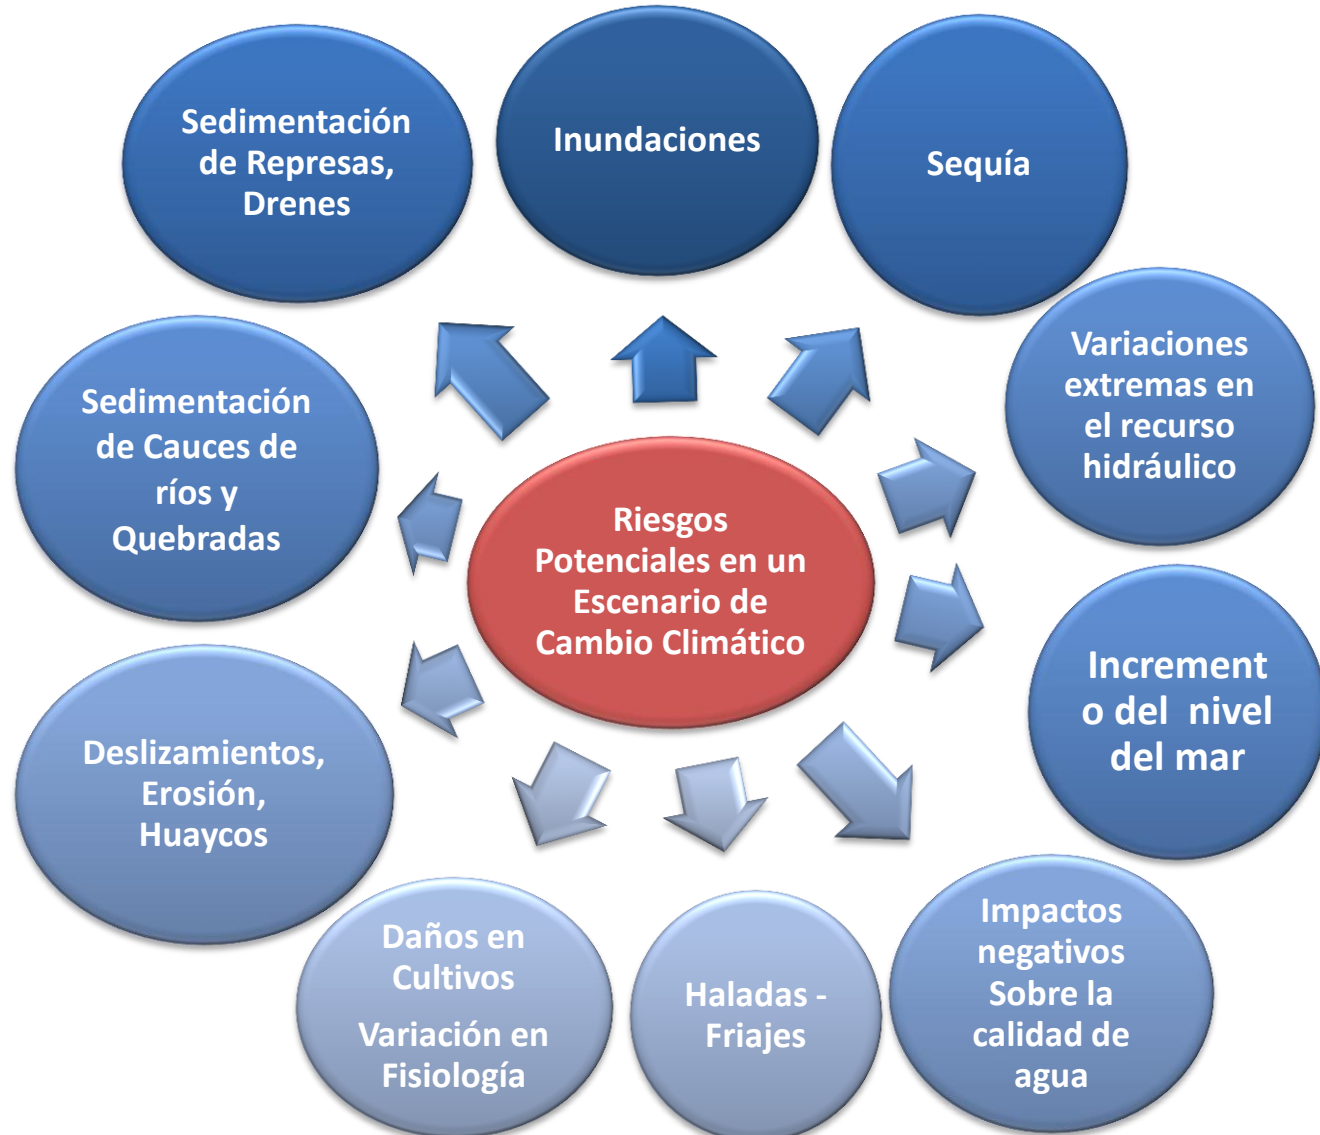 Sedimentación
de Represas,
Drenes
Inundaciones
Sequía
Variaciones
extremas en
el recurso
hidráulico
Sedimentación
de Cauces de
ríos y
Quebradas
Riesgos
Potenciales en un
Escenario de
Cambio Climático
Increment
o del nivel
del mar
Deslizamientos,
Erosión,
Huaycos
Daños en
Cultivos
Variación en
Fisiología
Haladas -
Friajes
Impactos
negativos
Sobre la
calidad de
agua